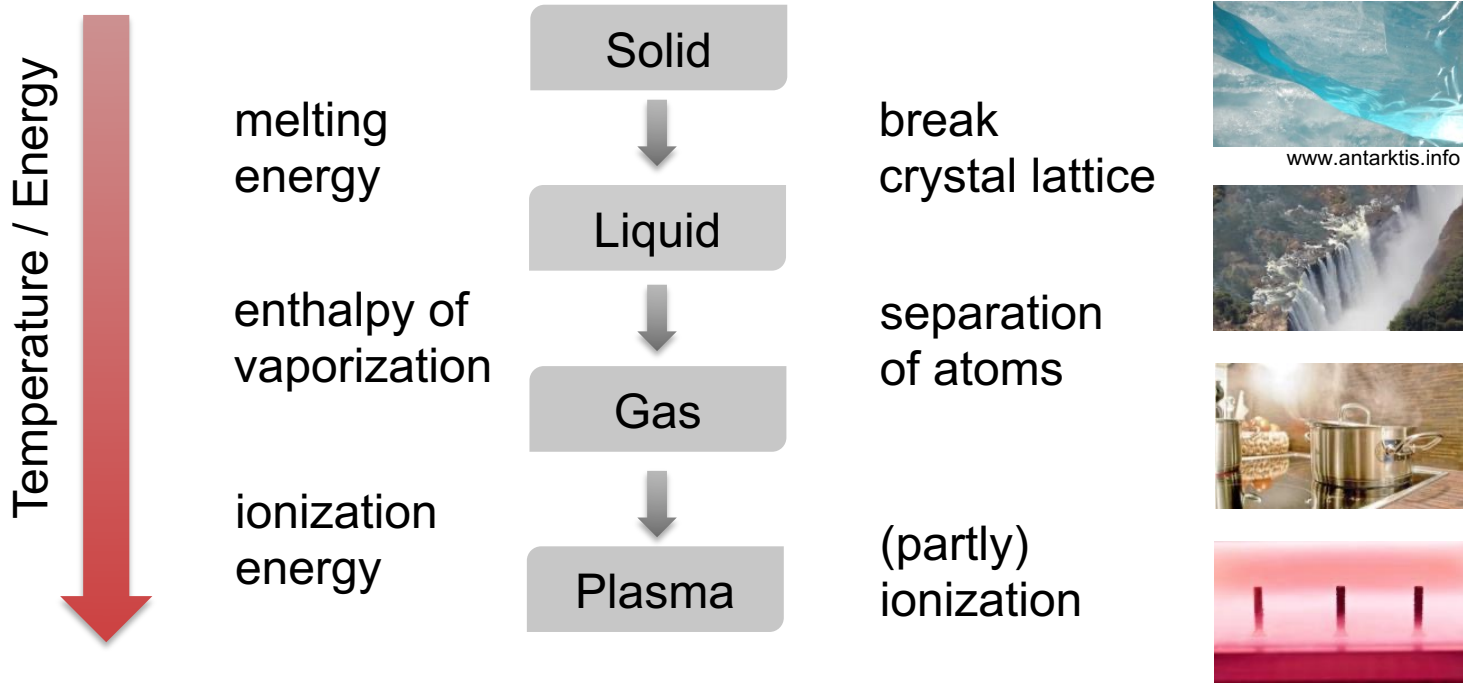 Temperature / Energy
Solid
melting
energy
break
crystal lattice
www.antarktis.info
Liquid
enthalpy of
vaporization
separation
of atoms
Gas
ionization
energy
(partly)
ionization
Plasma